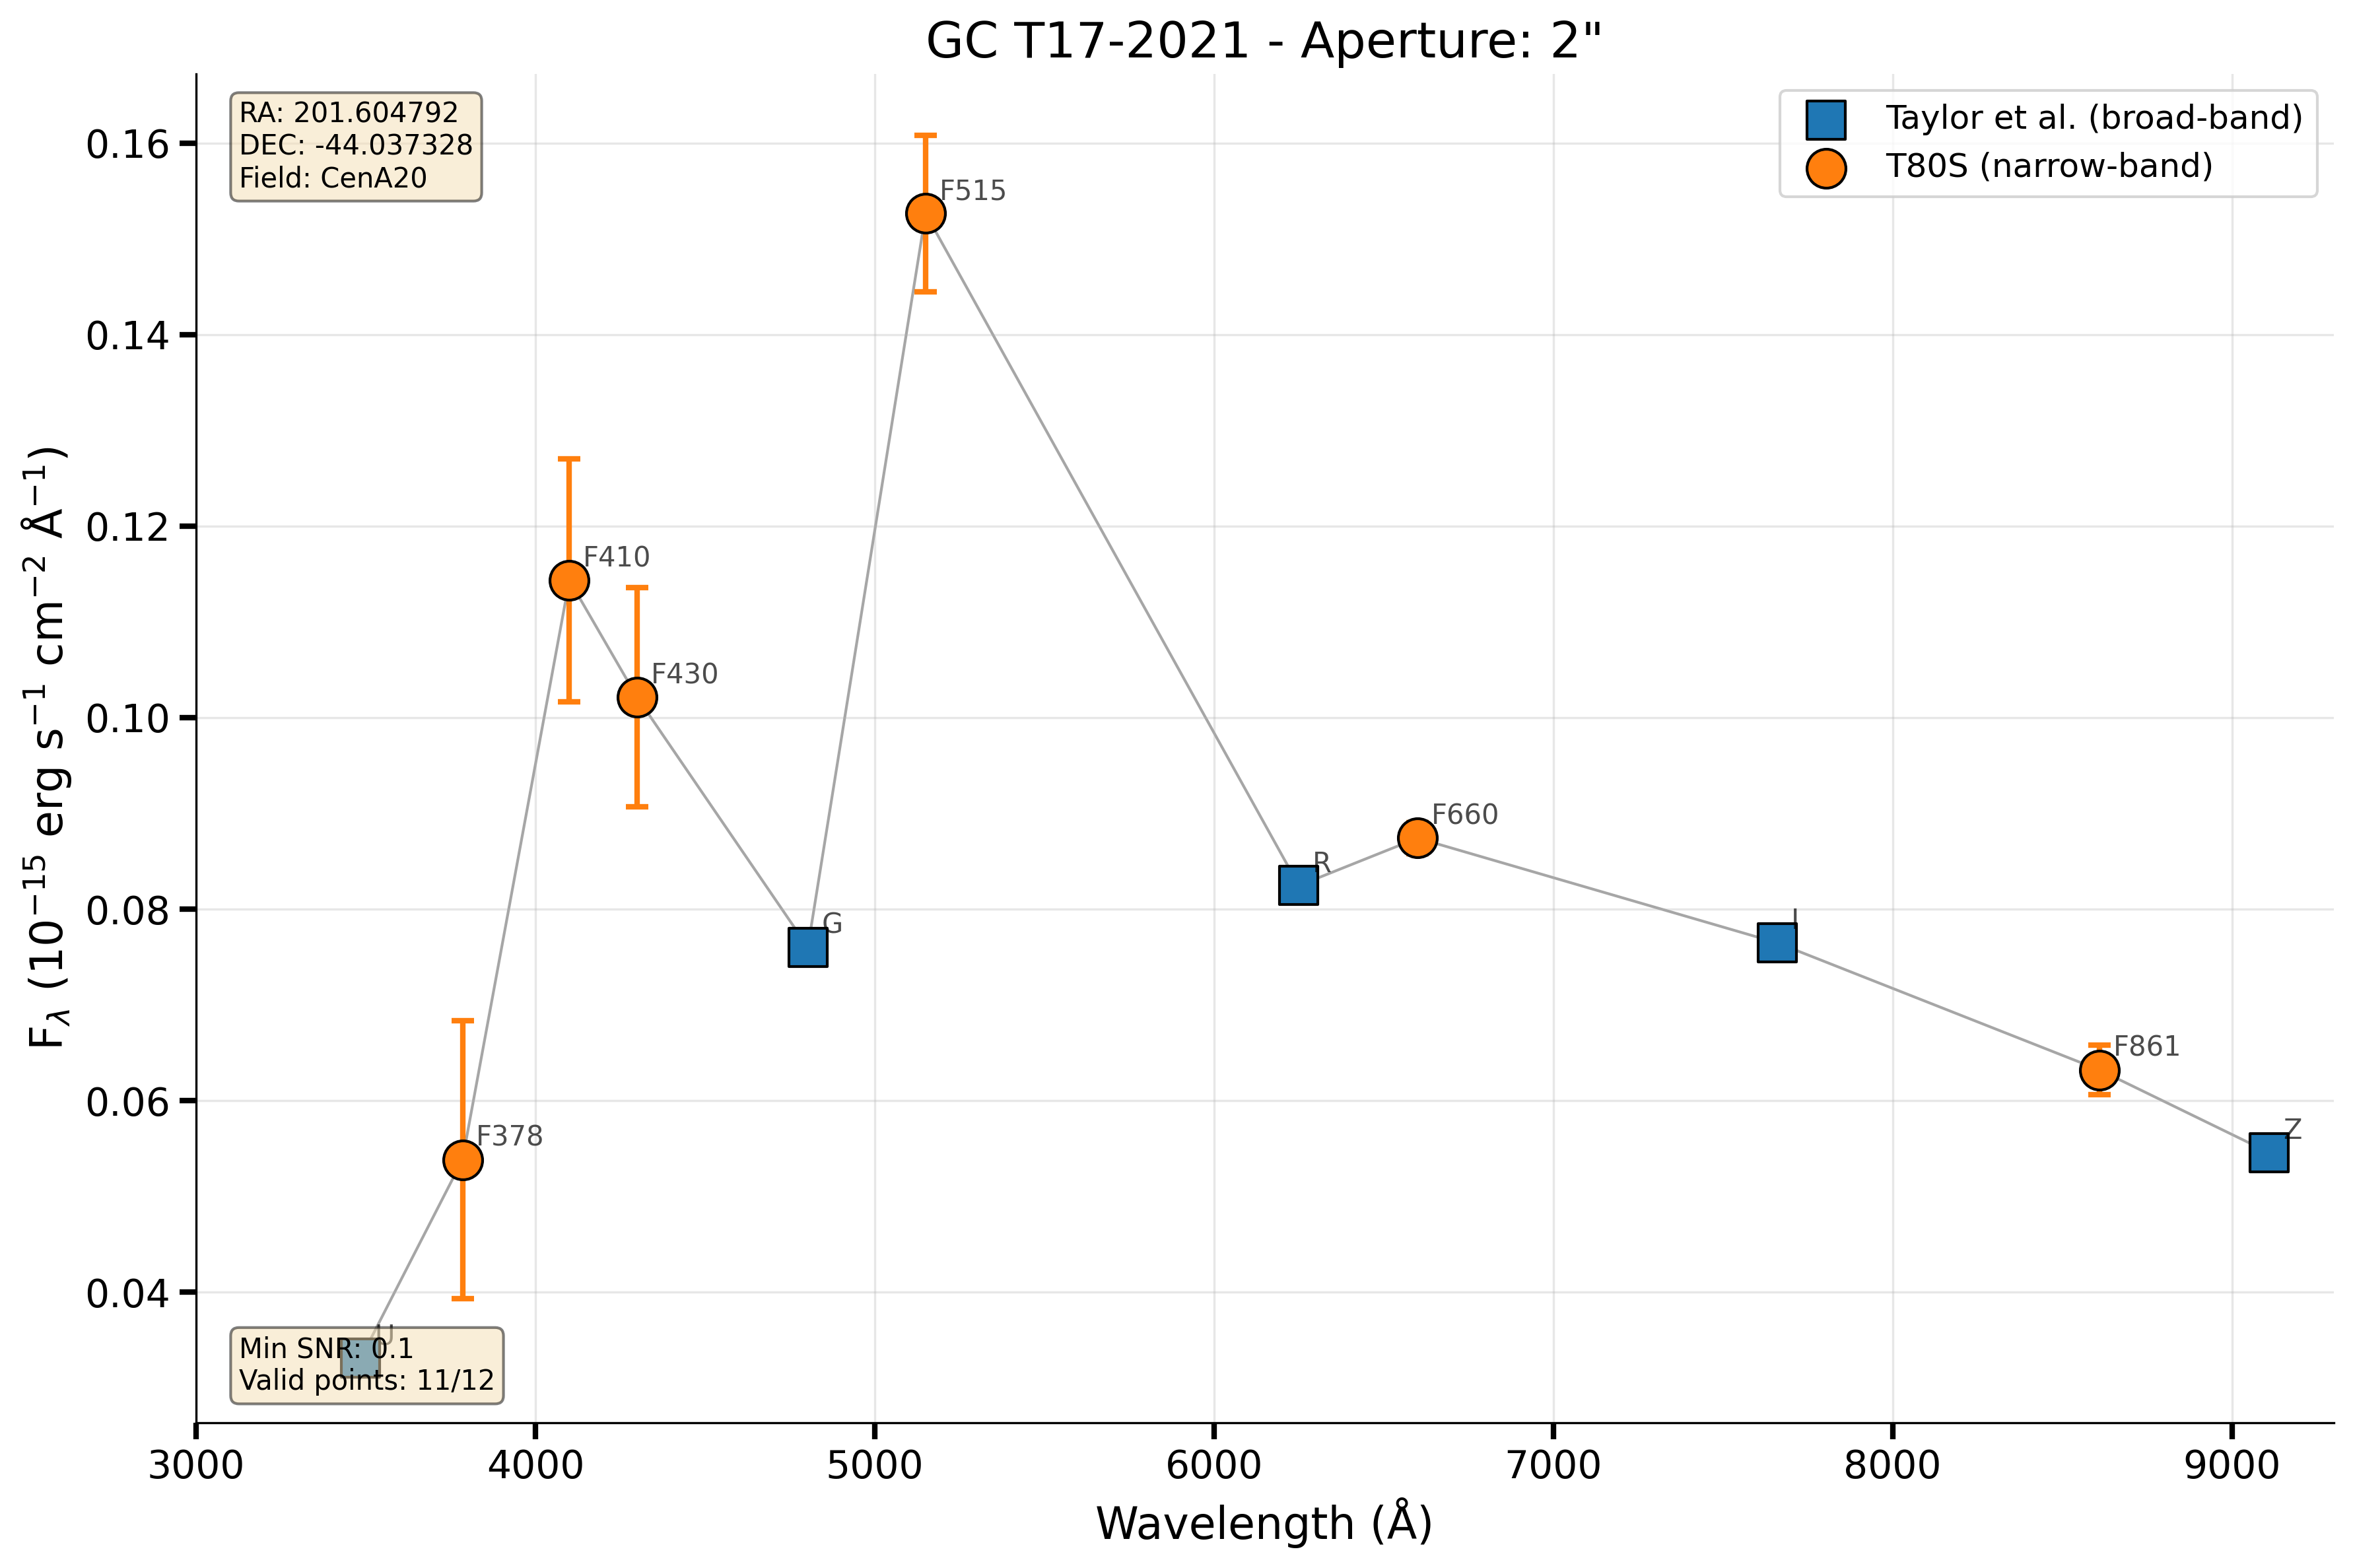 GC T17-2021 - Aperture: 2"
RA: 201.604792
DEC: -44.037328
Field: CenA20
Taylor et al. (broad-band)
T80S (narrow-band)
F515
F410
F430
F660
R
G
I
F861
F378
Z
U
Min SNR: 0.1
Valid points: 11/12
0.16
0.14
0.12
0.10
0.08
0.06
0.04
F_λ (10⁻¹⁵ erg s⁻¹ cm⁻² Å⁻¹)
3000 4000 5000 6000 7000 8000 9000
Wavelength (Å)